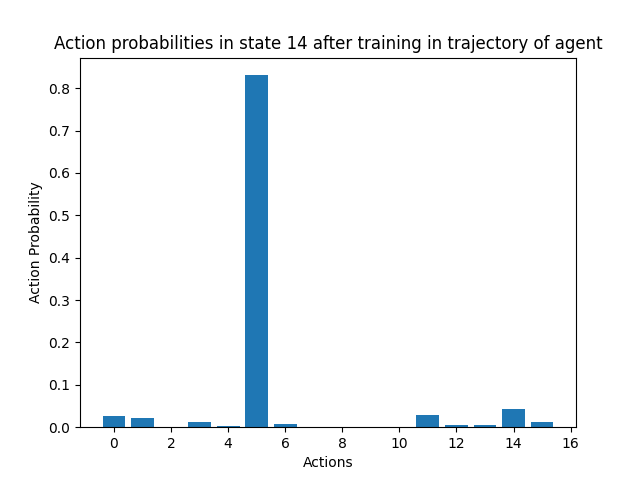 Action probabilities in state 14 after training in trajectory of agent
Action Probability
0.8
0.7
0.6
0.5
0.4
0.3
0.2
0.1
0.0
0 2 4 6 8 10 12 14 16
Actions